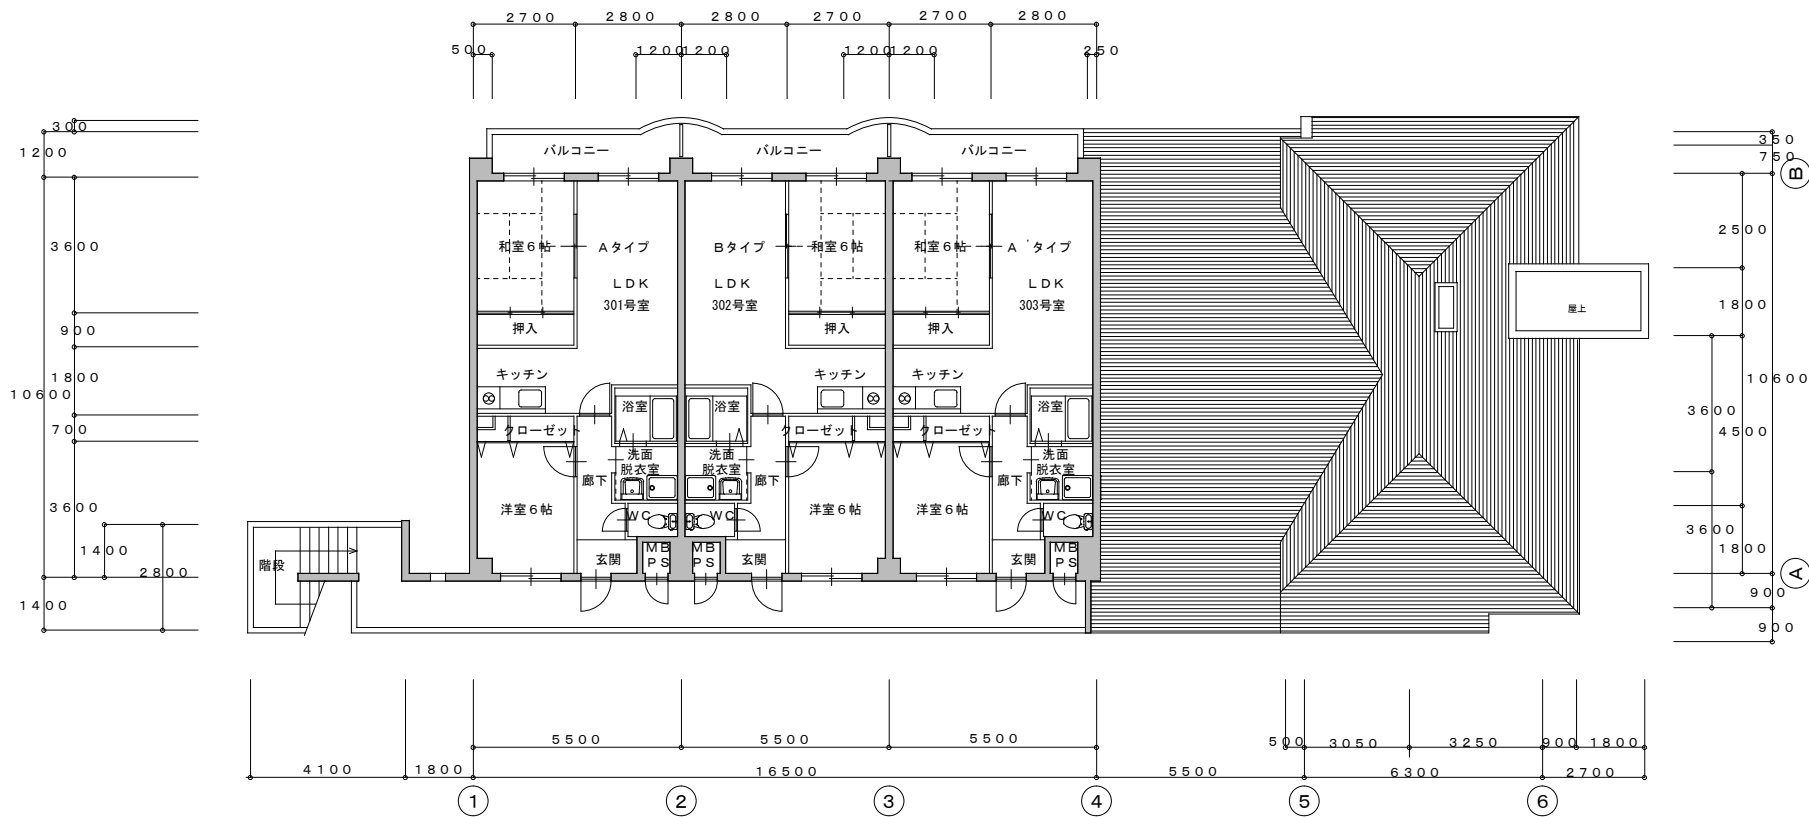 2700 2800 2800 2700 2700 2800
500 1200 1200 1200 1200 250
300
1200
3600
900
1800
10600
700
3600
1400
2800
1400
350
750
B
2500
1800
10600
3600
4500
3600
1800
A
900
900
バルコニー バルコニー バルコニー
和室6帖 Aタイプ Bタイプ 和室6帖 和室6帖 A'タイプ
LDK LDK LDK
301号室 302号室 303号室
屋上
押入 押入 押入
キッチン キッチン キッチン
浴室 浴室 浴室
クローゼット クローゼット クローゼット
洗面 洗面 洗面
脱衣室 脱衣室 脱衣室
廊下 廊下 廊下
洋室6帖 WC WC 洋室6帖 洋室6帖 WC
MB MB MB
PS PS PS
階段 玄関 玄関 玄関
5500 5500 5500 500 3050 3250 900 1800
4100 1800 16500 5500 6300 2700
1 2 3 4 5 6